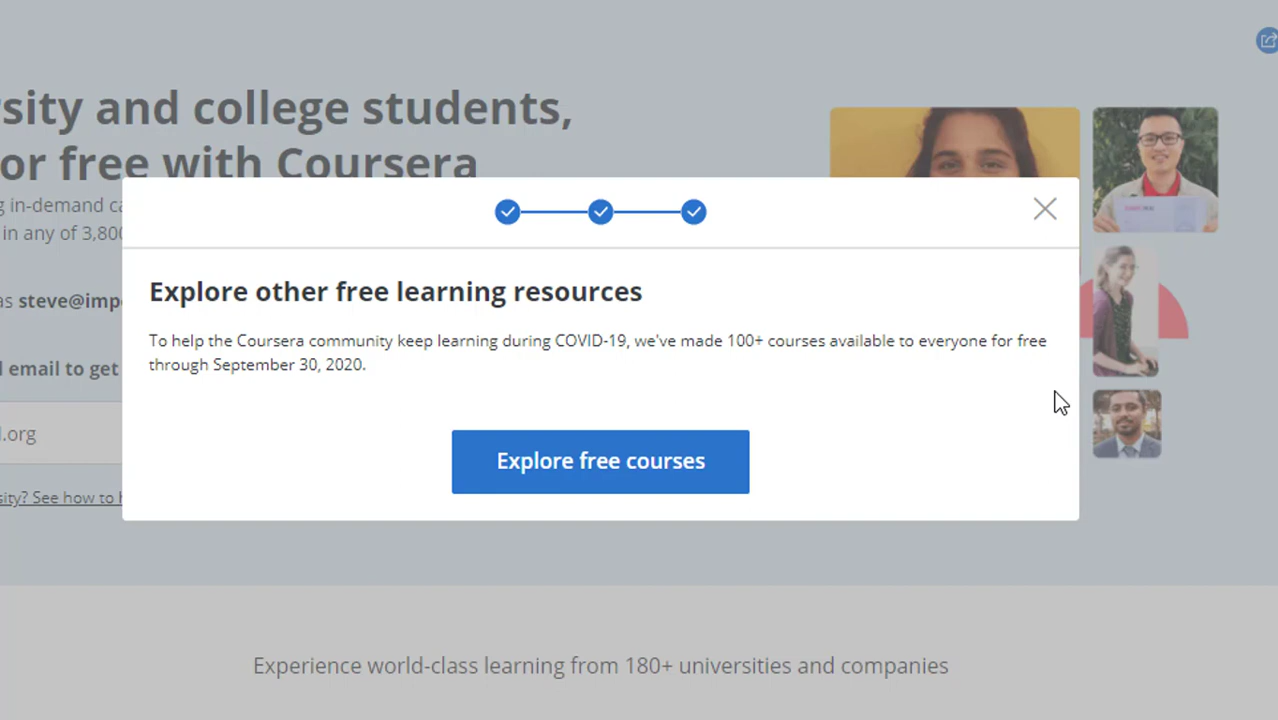 rsity and college students,
or free with Coursera
g in-demand ca
in any of 3,800
as steve@imp
l email to get
l.org
sity? See how to h
Explore other free learning resources
To help the Coursera community keep learning during COVID-19, we've made 100+ courses available to everyone for free
through September 30, 2020.
Explore free courses
Experience world-class learning from 180+ universities and companies